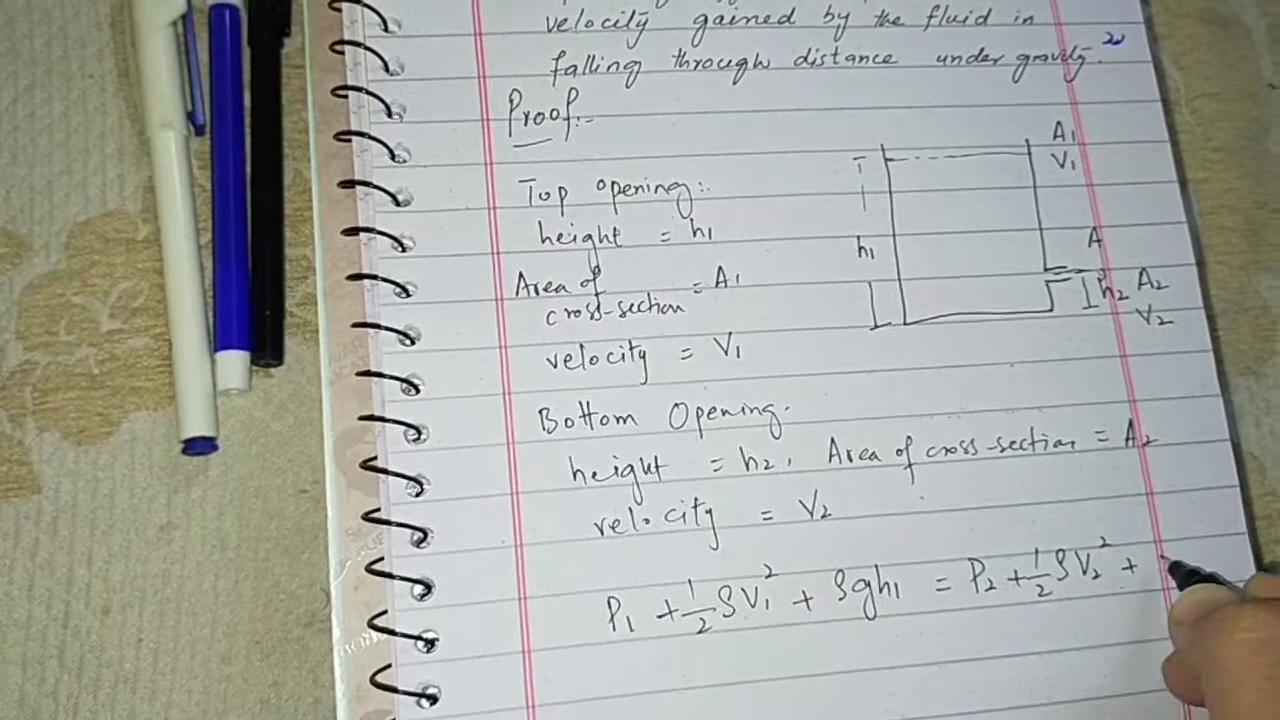 velocity gained by the fluid in
falling through distance under gravity."
Proof:-
Top opening:
height = h1
Area of
cross-section = A1
velocity = V1
A1
V1
h1
A
h2 A2
V2
Bottom Opening.
height = h2, Area of cross-section = A2
velocity = V2
P1 + 1/2 ρV1² + ρgh1 = P2 + 1/2 ρV2² +